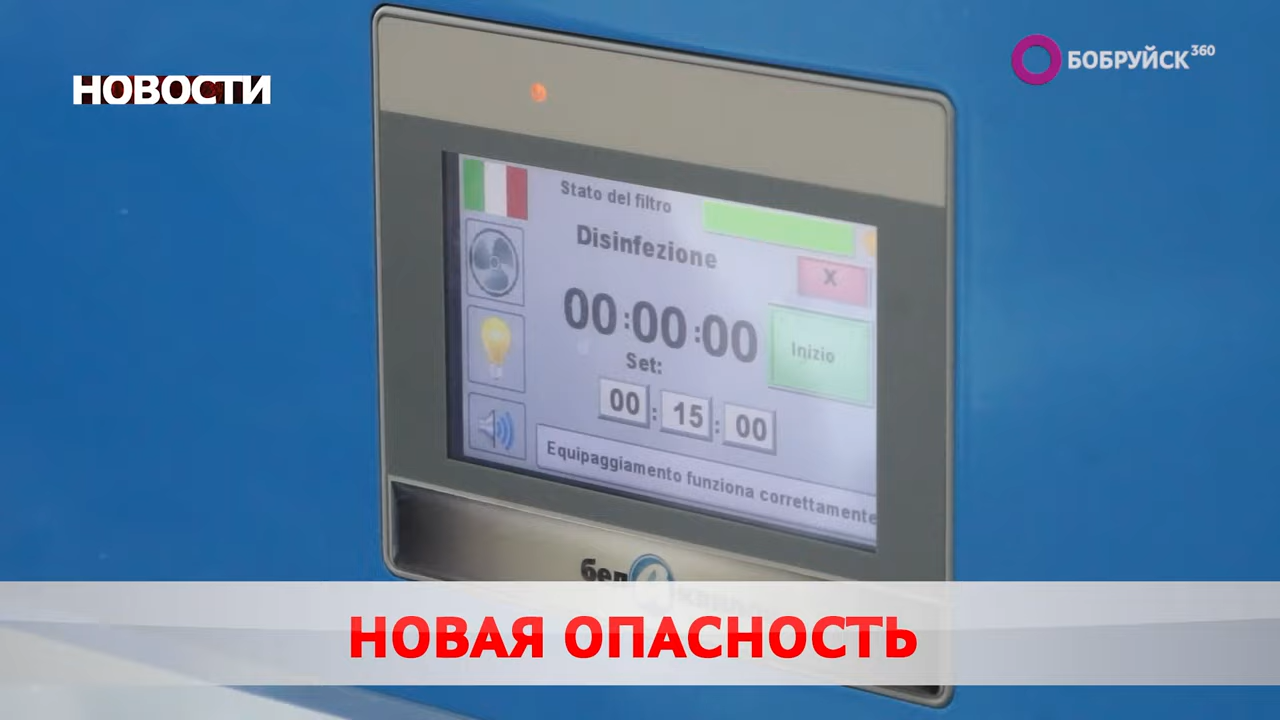 НОВОСТИ
БОБРУЙСК 360
Stato del filtro
Disinfezione
X
00:00:00
Inizio
Set:
00 : 15 : 00
Equipaggiamento funziona correttamente
бел
НОВАЯ ОПАСНОСТЬ